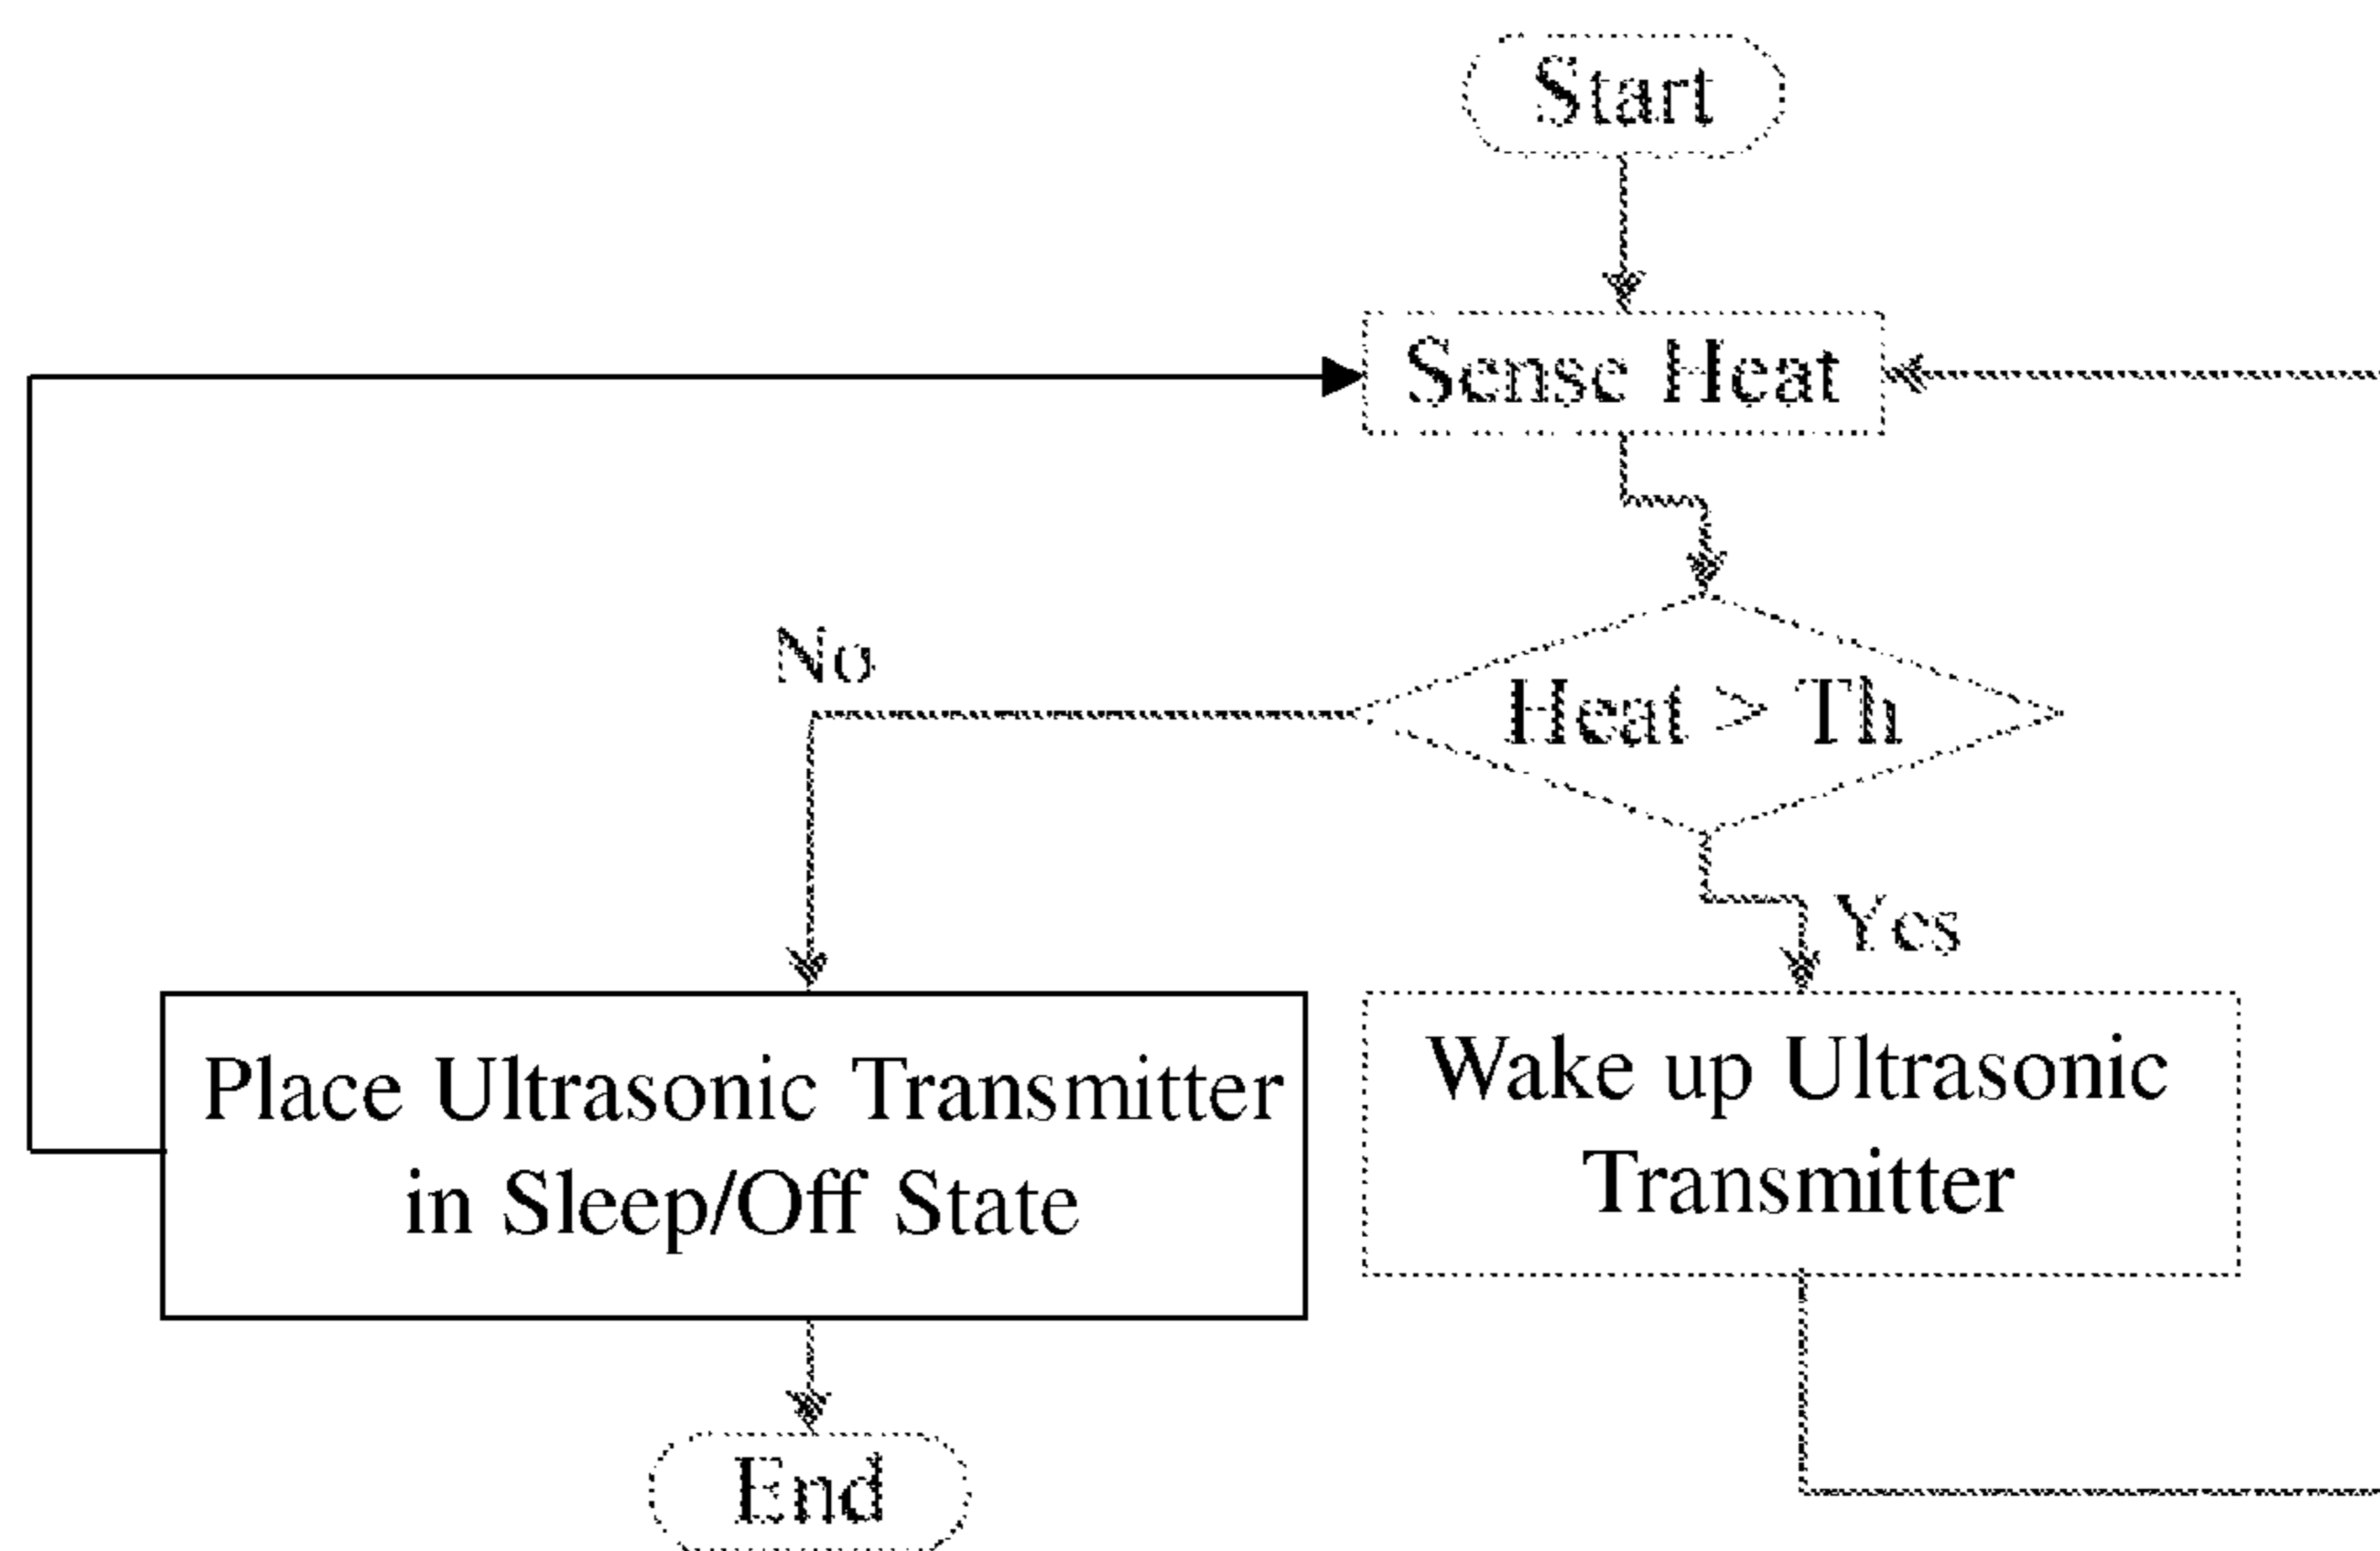 Start
Sense Heat
No
Heat > Th
Yes
Place Ultrasonic Transmitter
in Sleep/Off State
Wake up Ultrasonic
Transmitter
End